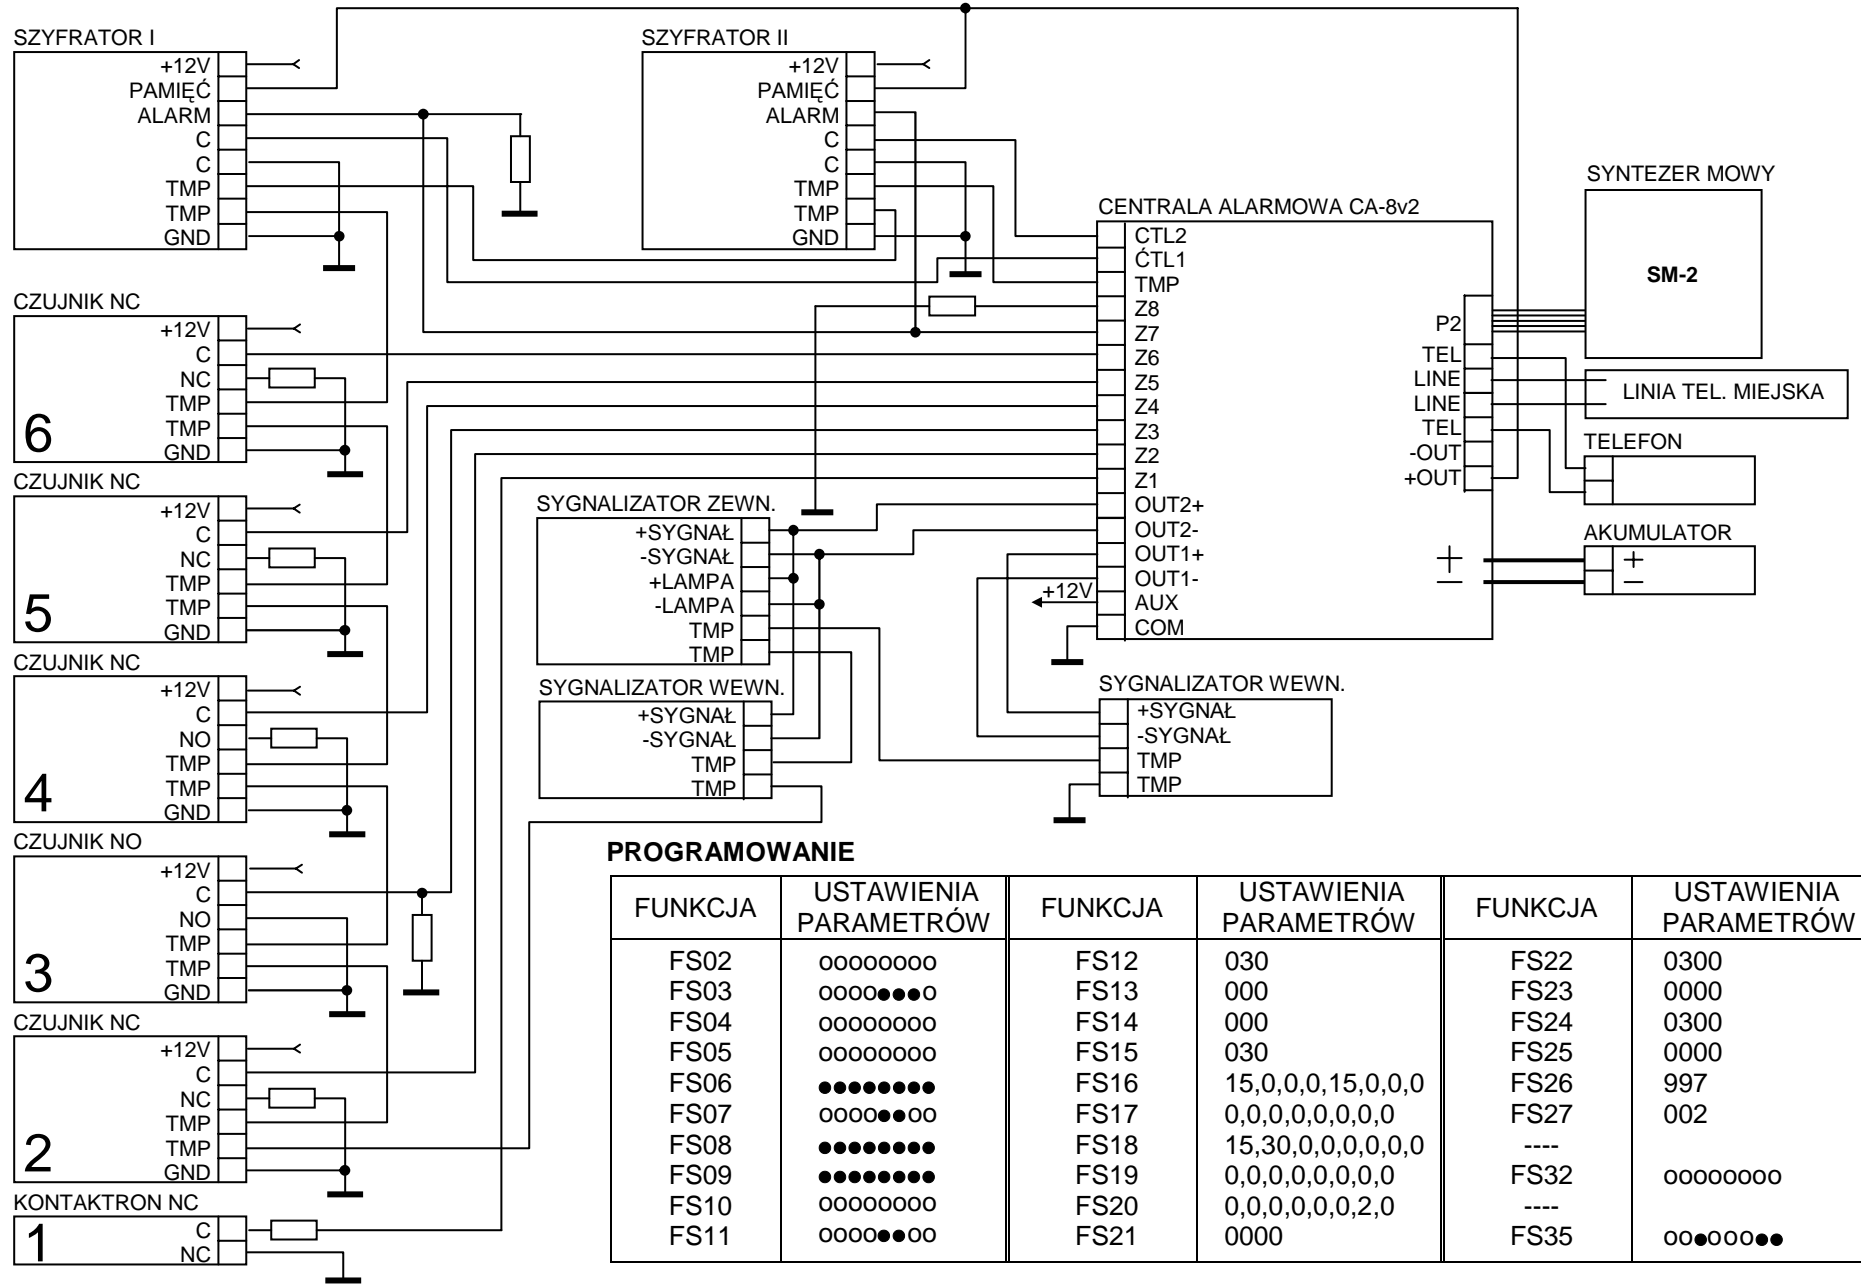 SZYFRATOR I
+12V
PAMIĘĆ
ALARM
C
C
TMP
TMP
GND
SZYFRATOR II
+12V
PAMIĘĆ
ALARM
C
C
TMP
TMP
GND
CENTRALA ALARMOWA CA-8v2
CTL2
ĆTL1
TMP
Z8
Z7
Z6
Z5
Z4
Z3
Z2
Z1
OUT2+
OUT2-
OUT1+
OUT1-
AUX
COM
+12V
P2
TEL
LINE
LINE
TEL
-OUT
+OUT
+
–
SYNTEZER MOWY
SM-2
LINIA TEL. MIEJSKA
TELEFON
AKUMULATOR
+
–
CZUJNIK NC
+12V
C
NC
TMP
TMP
GND
6
CZUJNIK NC
+12V
C
NC
TMP
TMP
GND
5
CZUJNIK NC
+12V
C
NO
TMP
TMP
GND
4
CZUJNIK NO
+12V
C
NO
TMP
TMP
GND
3
CZUJNIK NC
+12V
C
NC
TMP
TMP
GND
2
KONTAKTRON NC
C
NC
1
SYGNALIZATOR ZEWN.
+SYGNAŁ
-SYGNAŁ
+LAMPA
-LAMPA
TMP
TMP
SYGNALIZATOR WEWN.
+SYGNAŁ
-SYGNAŁ
TMP
TMP
SYGNALIZATOR WEWN.
+SYGNAŁ
-SYGNAŁ
TMP
TMP
PROGRAMOWANIE
FUNKCJA USTAWIENIA PARAMETRÓW FUNKCJA USTAWIENIA PARAMETRÓW FUNKCJA USTAWIENIA PARAMETRÓW
FS02 oooooooo FS12 030 FS22 0300
FS03 oooo●●●o FS13 000 FS23 0000
FS04 oooooooo FS14 000 FS24 0300
FS05 oooooooo FS15 030 FS25 0000
FS06 ●●●●●●●● FS16 15,0,0,0,15,0,0,0 FS26 997
FS07 oooo●●oo FS17 0,0,0,0,0,0,0,0 FS27 002
FS08 ●●●●●●●● FS18 15,30,0,0,0,0,0,0 ----
FS09 ●●●●●●●● FS19 0,0,0,0,0,0,0,0 FS32 oooooooo
FS10 oooooooo FS20 0,0,0,0,0,0,2,0 ----
FS11 oooo●●oo FS21 0000 FS35 oo●ooo●●